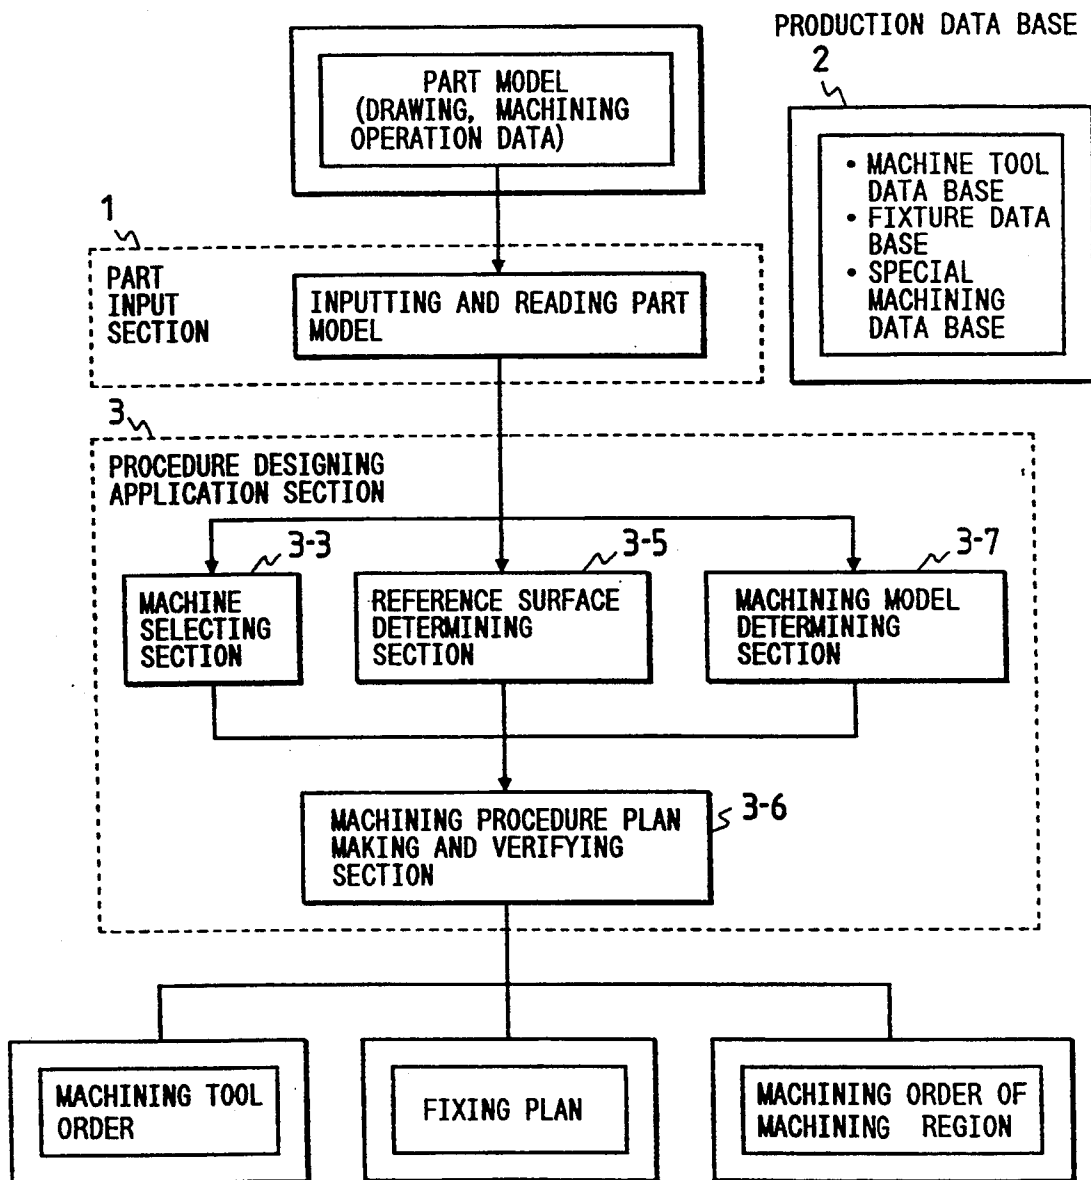 PRODUCTION DATA BASE
2
PART MODEL
(DRAWING, MACHINING
OPERATION DATA)
• MACHINE TOOL
DATA BASE
• FIXTURE DATA
BASE
• SPECIAL
MACHINING
DATA BASE
1
PART
INPUT
SECTION
INPUTTING AND READING PART
MODEL
3
PROCEDURE DESIGNING
APPLICATION SECTION
3-3
MACHINE
SELECTING
SECTION
3-5
REFERENCE SURFACE
DETERMINING
SECTION
3-7
MACHINING MODEL
DETERMINING
SECTION
3-6
MACHINING PROCEDURE PLAN
MAKING AND VERIFYING
SECTION
MACHINING TOOL
ORDER
FIXING PLAN
MACHINING ORDER OF
MACHINING REGION